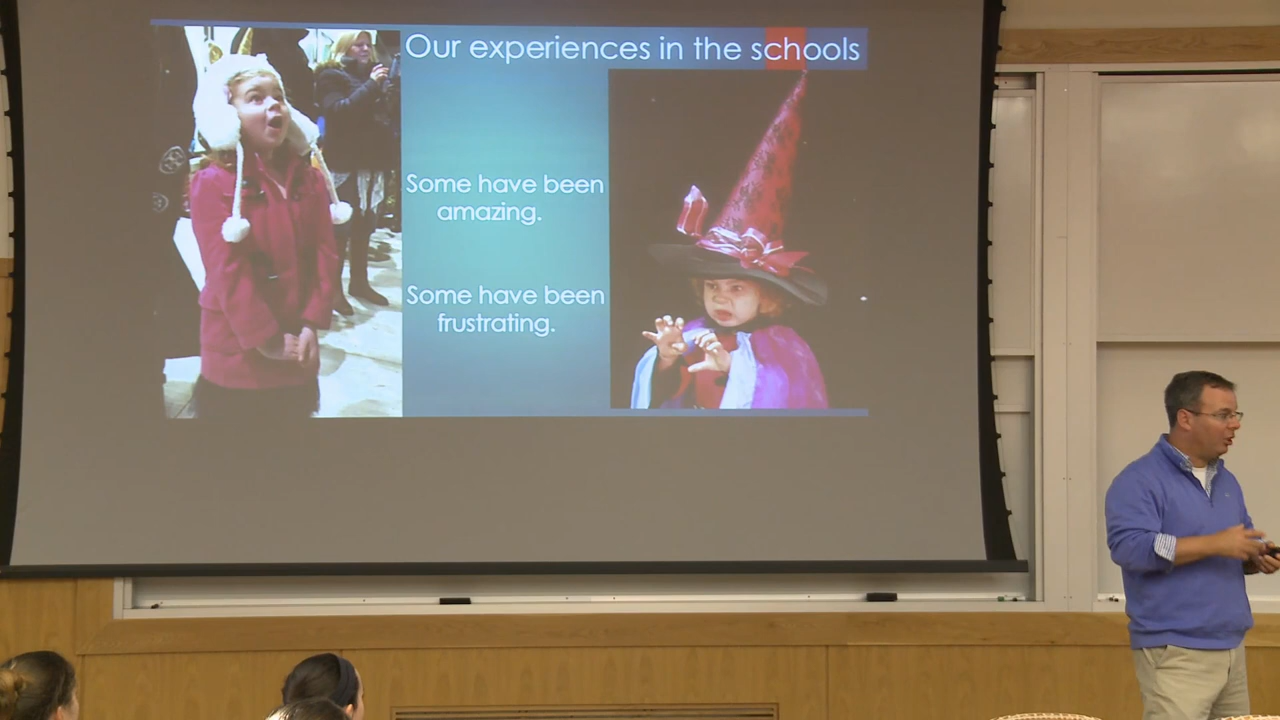 Our experiences in the schools
Some have been
amazing.
Some have been
frustrating.